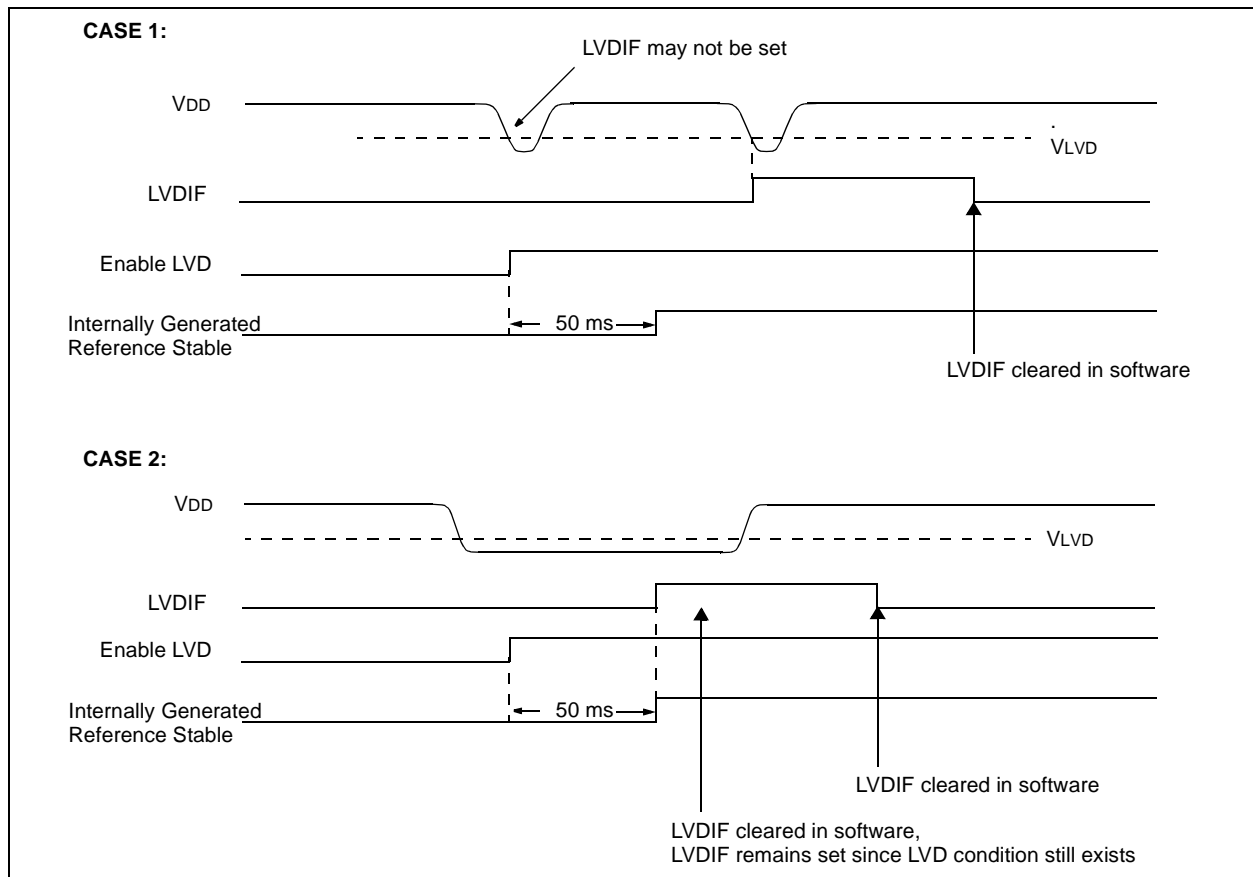 CASE 1:
LVDIF may not be set
VDD
.
VLVD
LVDIF
Enable LVD
50 ms
Internally Generated
Reference Stable
LVDIF cleared in software
CASE 2:
VDD
VLVD
LVDIF
Enable LVD
50 ms
Internally Generated
Reference Stable
LVDIF cleared in software
LVDIF cleared in software,
LVDIF remains set since LVD condition still exists